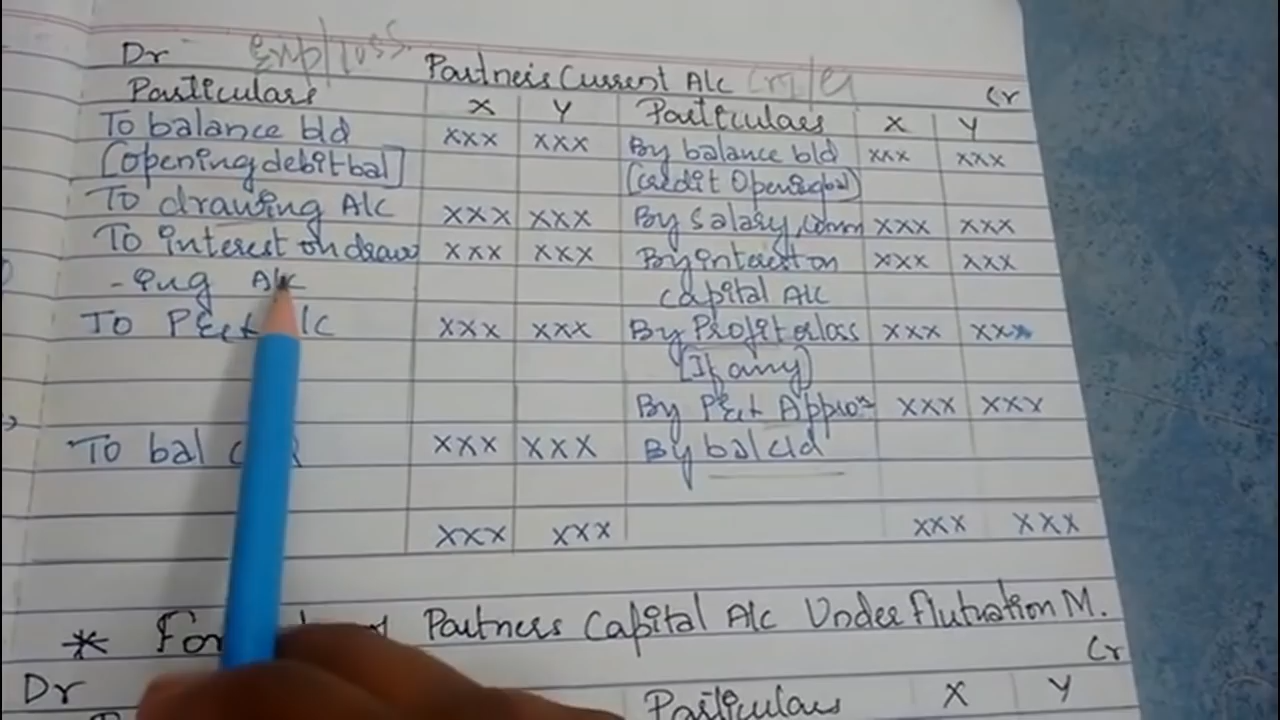 Dr exp/loss. Partners Current A/c Cr
Particulars X Y Particulars X Y
To balance b/d xxx xxx By balance b/d xxx xxx
[opening debit bal] (credit Opening bal)
To drawing A/c xxx xxx By Salary, comm xxx xxx
To interest on draw xxx xxx By interest on xxx xxx
-ing A/c capital A/c
To P&L A/c xxx xxx By Profit or loss xxx xxx
[If any]
By P&L Appro xxx xxx
To bal xxx xxx By bal c/d
xxx xxx xxx xxx
* Partners Capital A/c Under Flutuation M.
Dr Cr
Particulars X Y